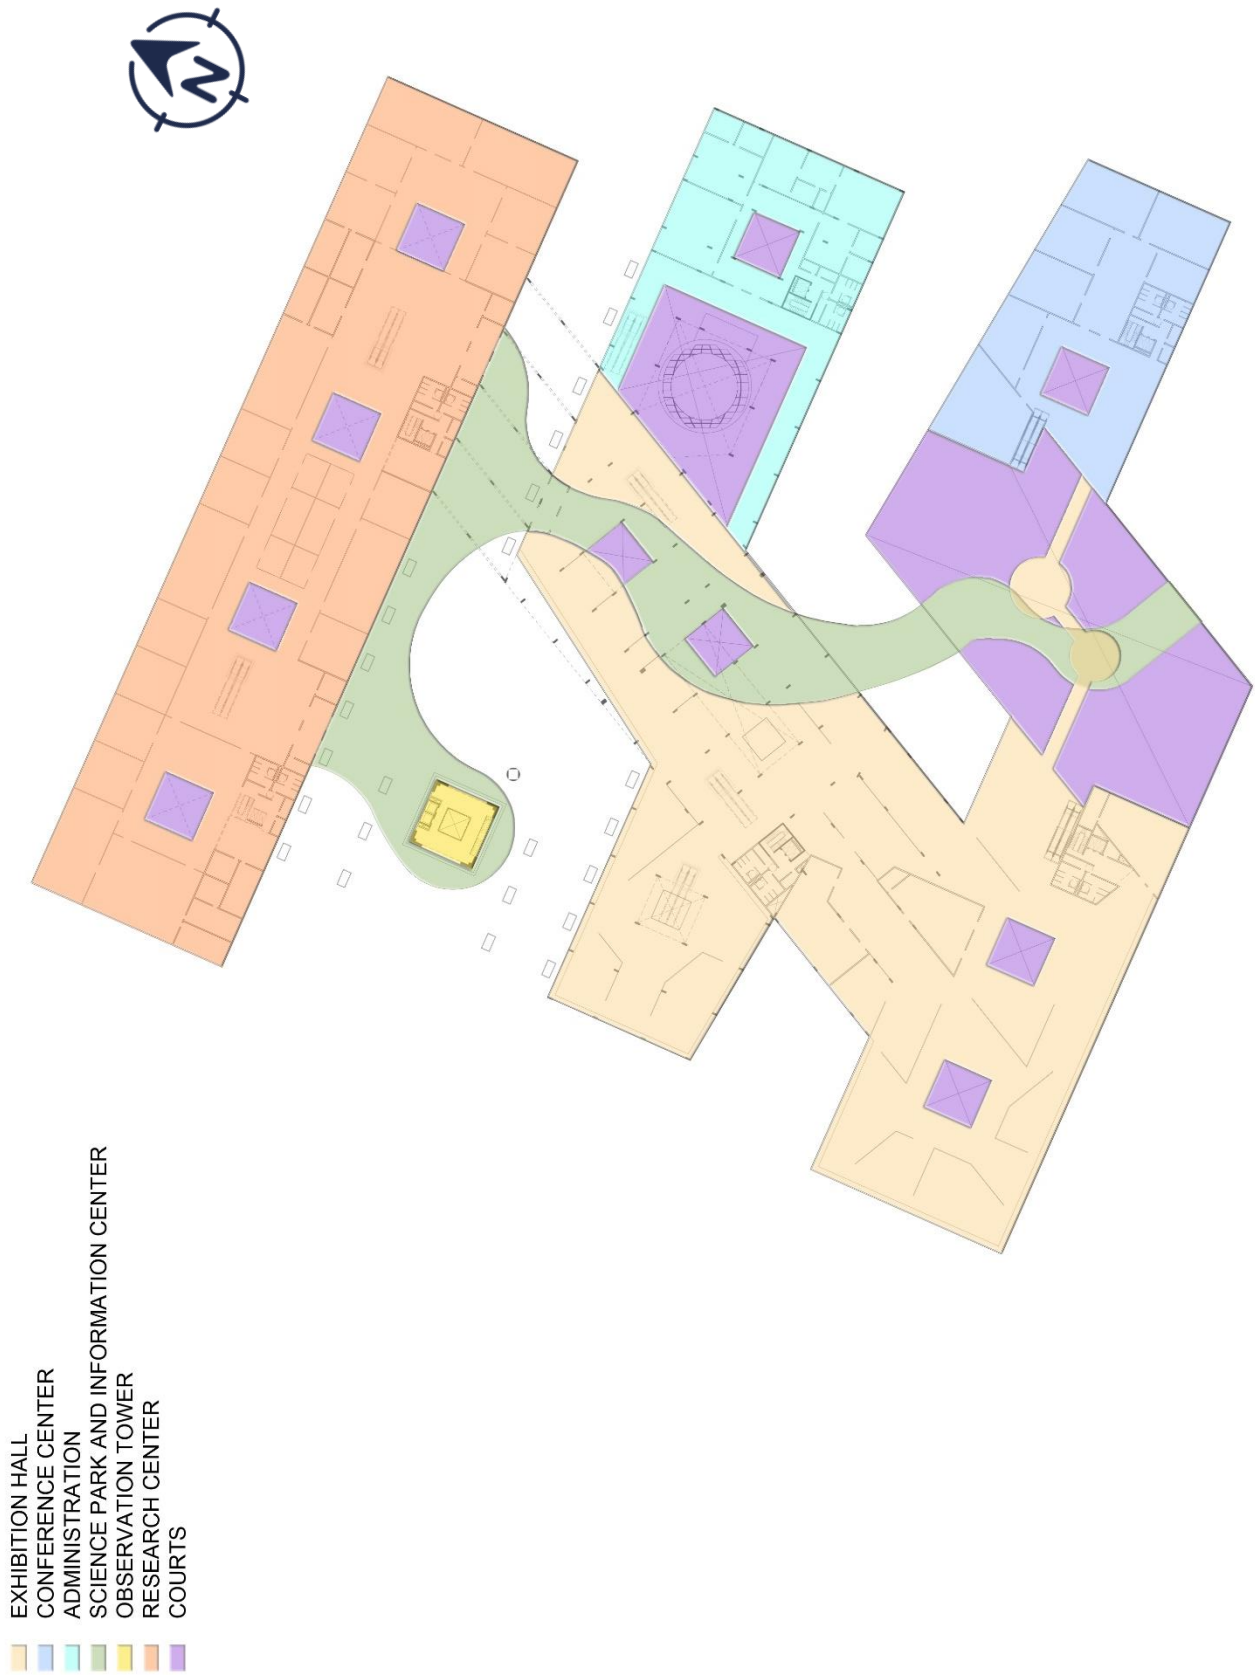 N
EXHIBITION HALL
CONFERENCE CENTER
ADMINISTRATION
SCIENCE PARK AND INFORMATION CENTER
OBSERVATION TOWER
RESEARCH CENTER
COURTS